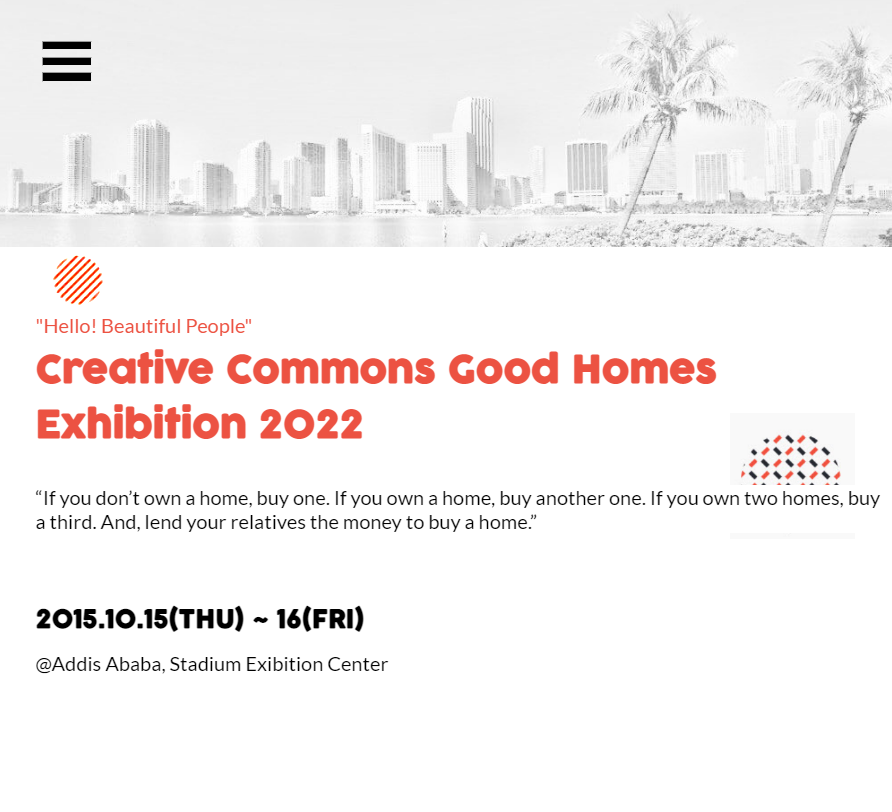 "Hello! Beautiful People"
Creative Commons Good Homes
Exhibition 2022
“If you don’t own a home, buy one. If you own a home, buy another one. If you own two homes, buy
a third. And, lend your relatives the money to buy a home.”
2015.10.15(THU) ~ 16(FRI)
@Addis Ababa, Stadium Exibition Center